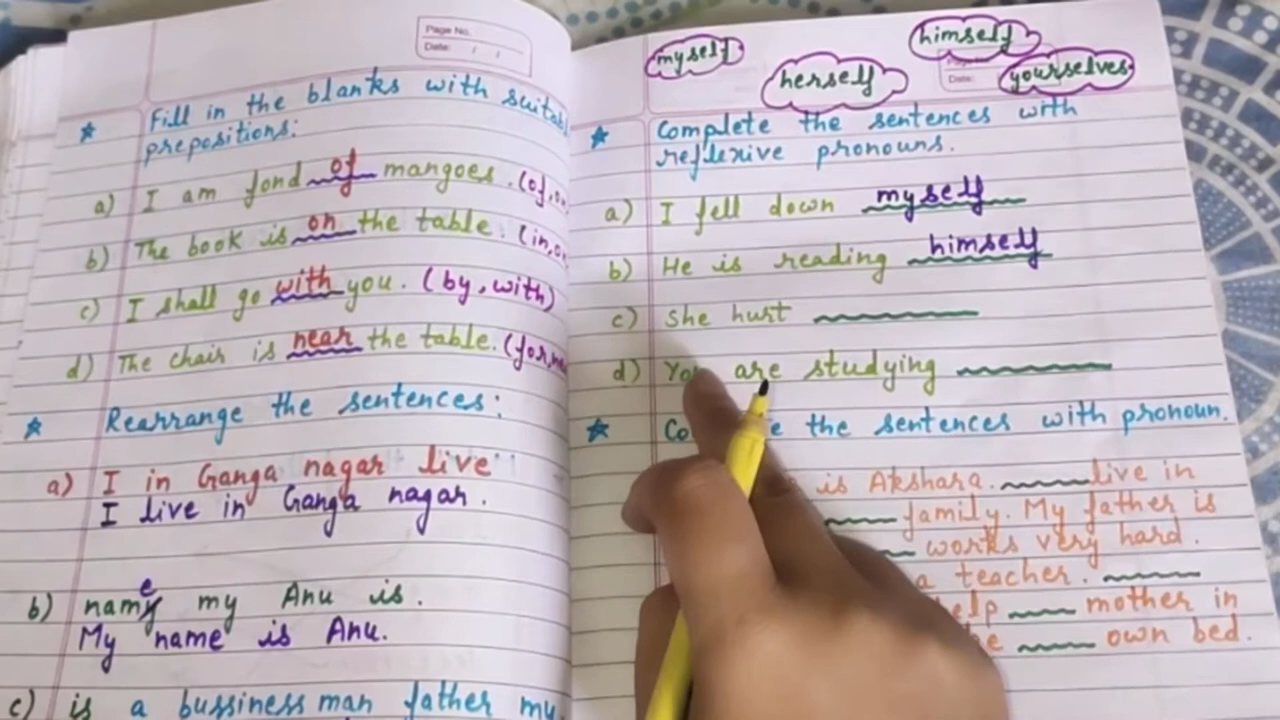 Page No.
Date: / /
Fill in the blanks with
prepositions:
a) I am fond of mangoes. (of,
b) The book is on the table. (in,
c) I shall go with you. (by, with)
d) The chair is near the table. (for,
Rearrange the sentences:
a) I in Ganga nagar live
I live in Ganga nagar.
b) name my Anu is.
My name is Anu.
c) is a bussiness man father my
myself
herself
himself
yourselves
Date:
Complete the sentences with
reflexive pronouns.
a) I fell down myself
b) He is reading himself
c) She hurt
d) You are studying
the sentences with pronoun.
is Akshara. live in
family. My father is
works very hard.
a teacher.
mother in
own bed.